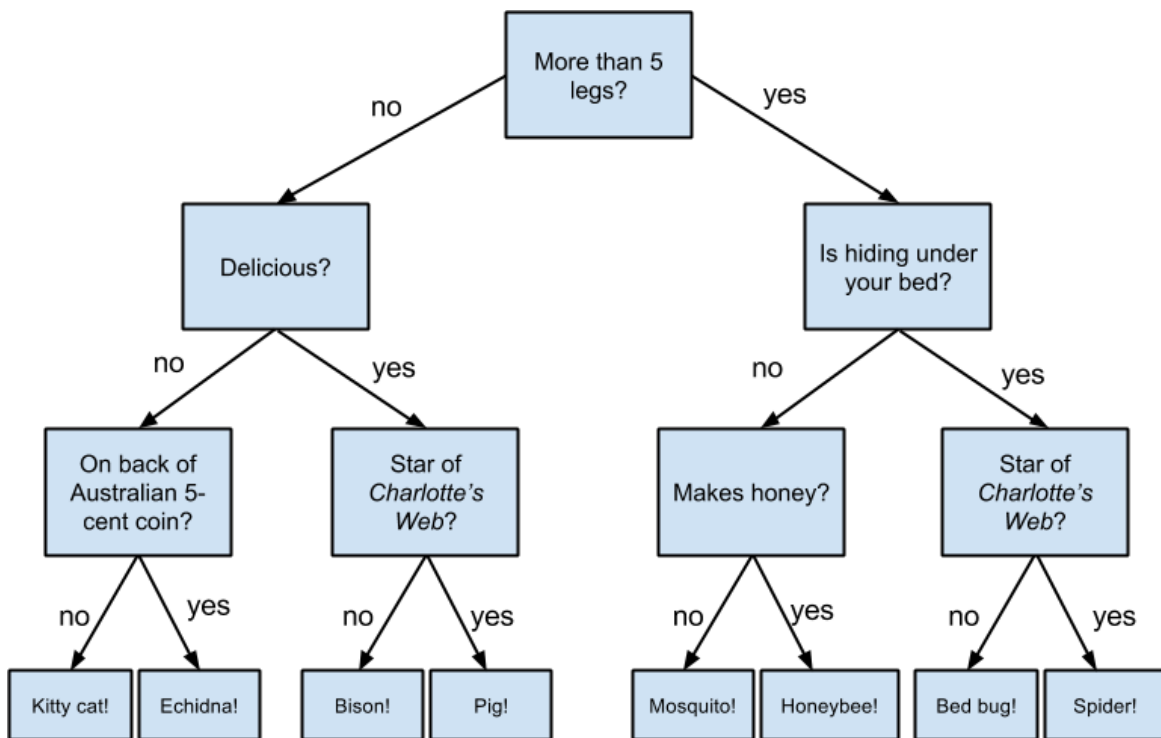 More than 5
legs?
no
yes
Delicious?
Is hiding under
your bed?
no
yes
no
yes
On back of
Australian 5-
cent coin?
Star of
Charlotte’s
Web?
Makes honey?
Star of
Charlotte’s
Web?
no
yes
no
yes
no
yes
no
yes
Kitty cat!
Echidna!
Bison!
Pig!
Mosquito!
Honeybee!
Bed bug!
Spider!